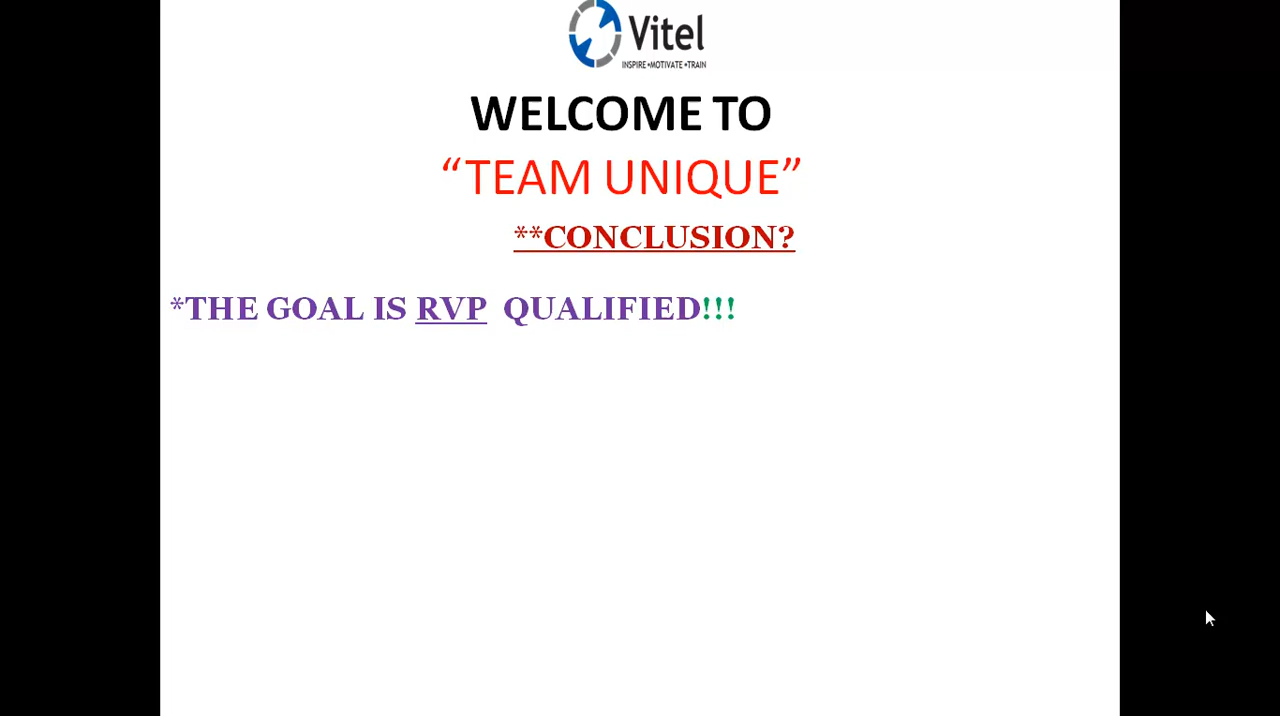 Vitel
INSPIRE •MOTIVATE •TRAIN
WELCOME TO
“TEAM UNIQUE”
**CONCLUSION?
*THE GOAL IS RVP QUALIFIED!!!